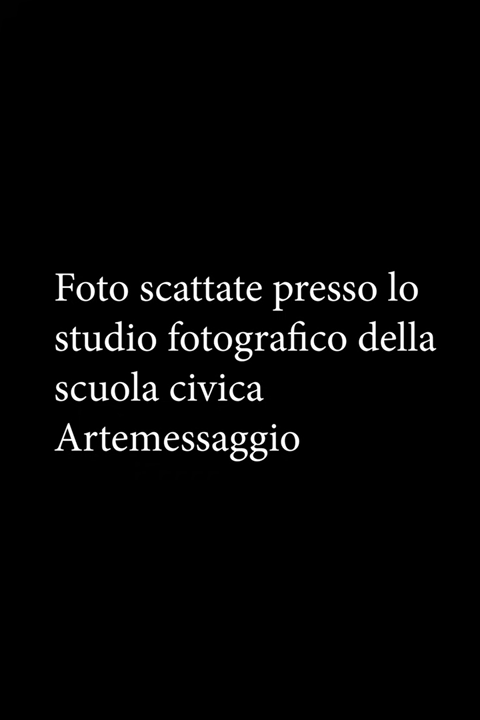 Foto scattate presso lo
studio fotografico della
scuola civica
Artemessaggio